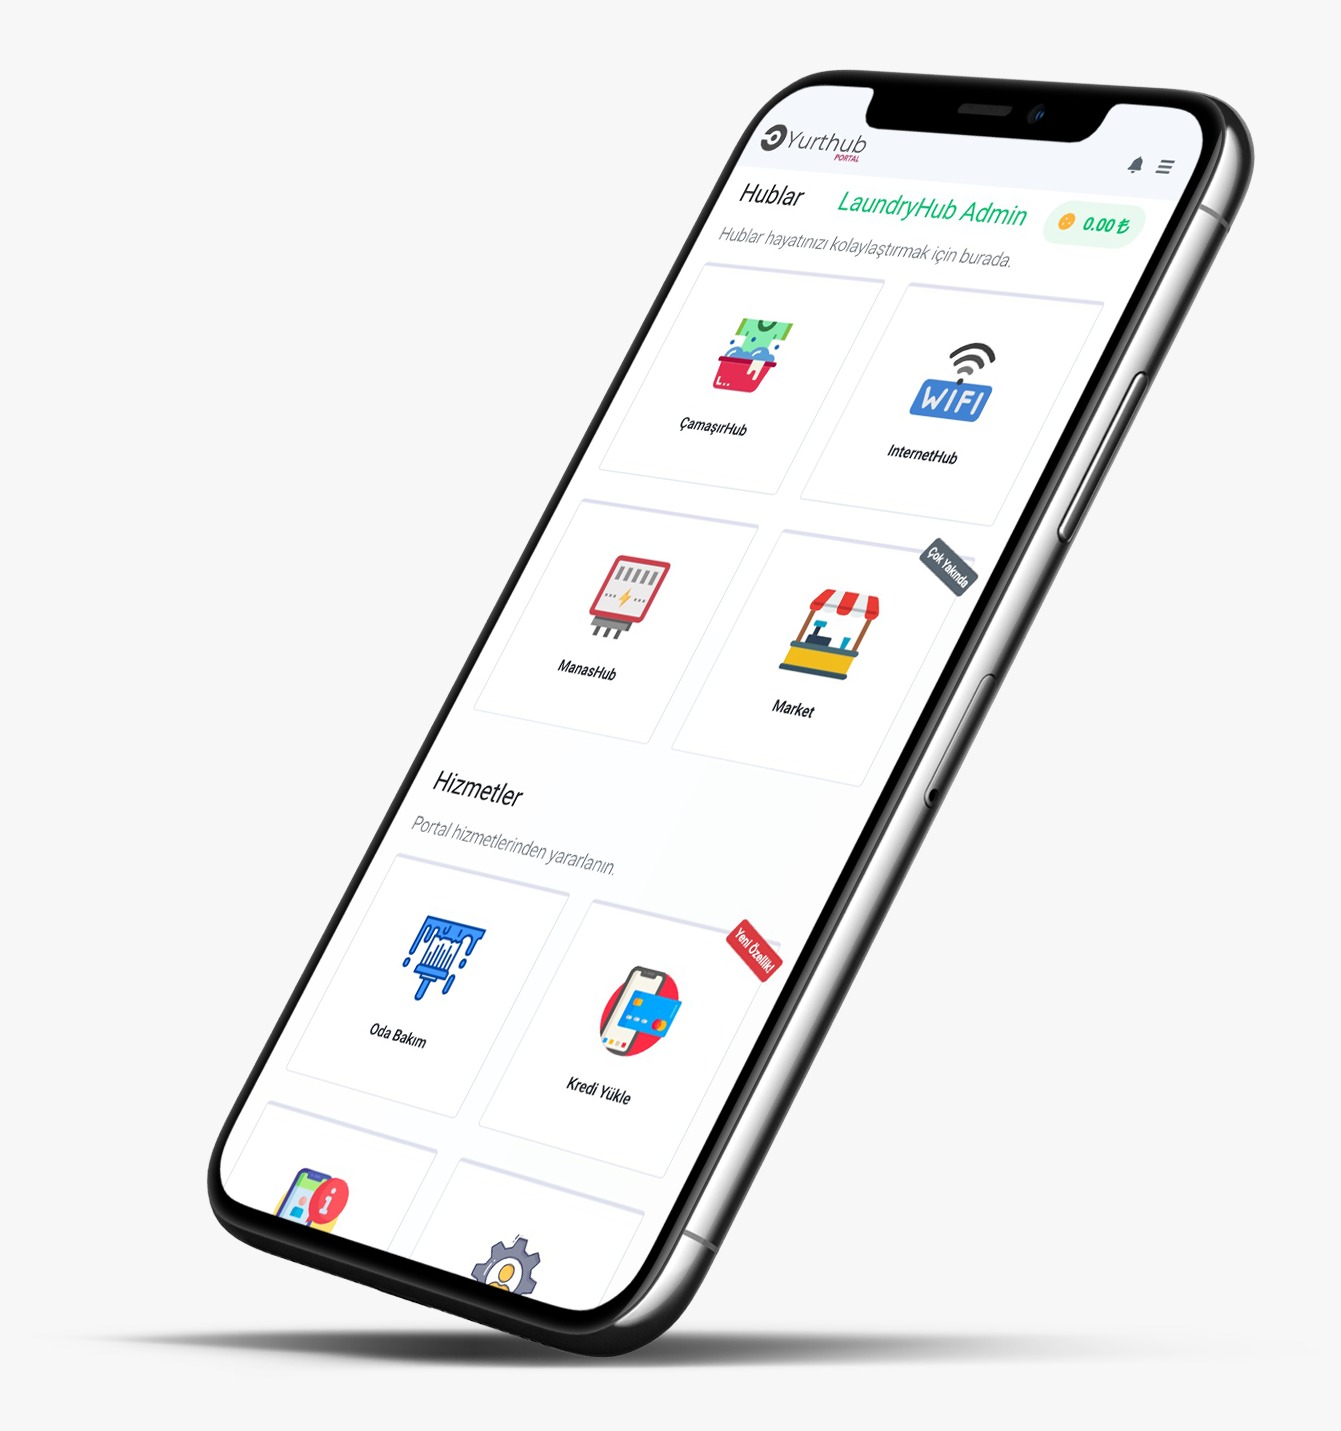 Yurthub
PORTAL
Hublar
LaundryHub Admin
0.00 ₺
Hublar hayatınızı kolaylaştırmak için burada.
L..
ÇamaşırHub
WIFI
InternetHub
ManasHub
Çok Yakında
Market
Hizmetler
Portal hizmetlerinden yararlanın.
Oda Bakım
Yeni Özellik!
Kredi Yükle
i